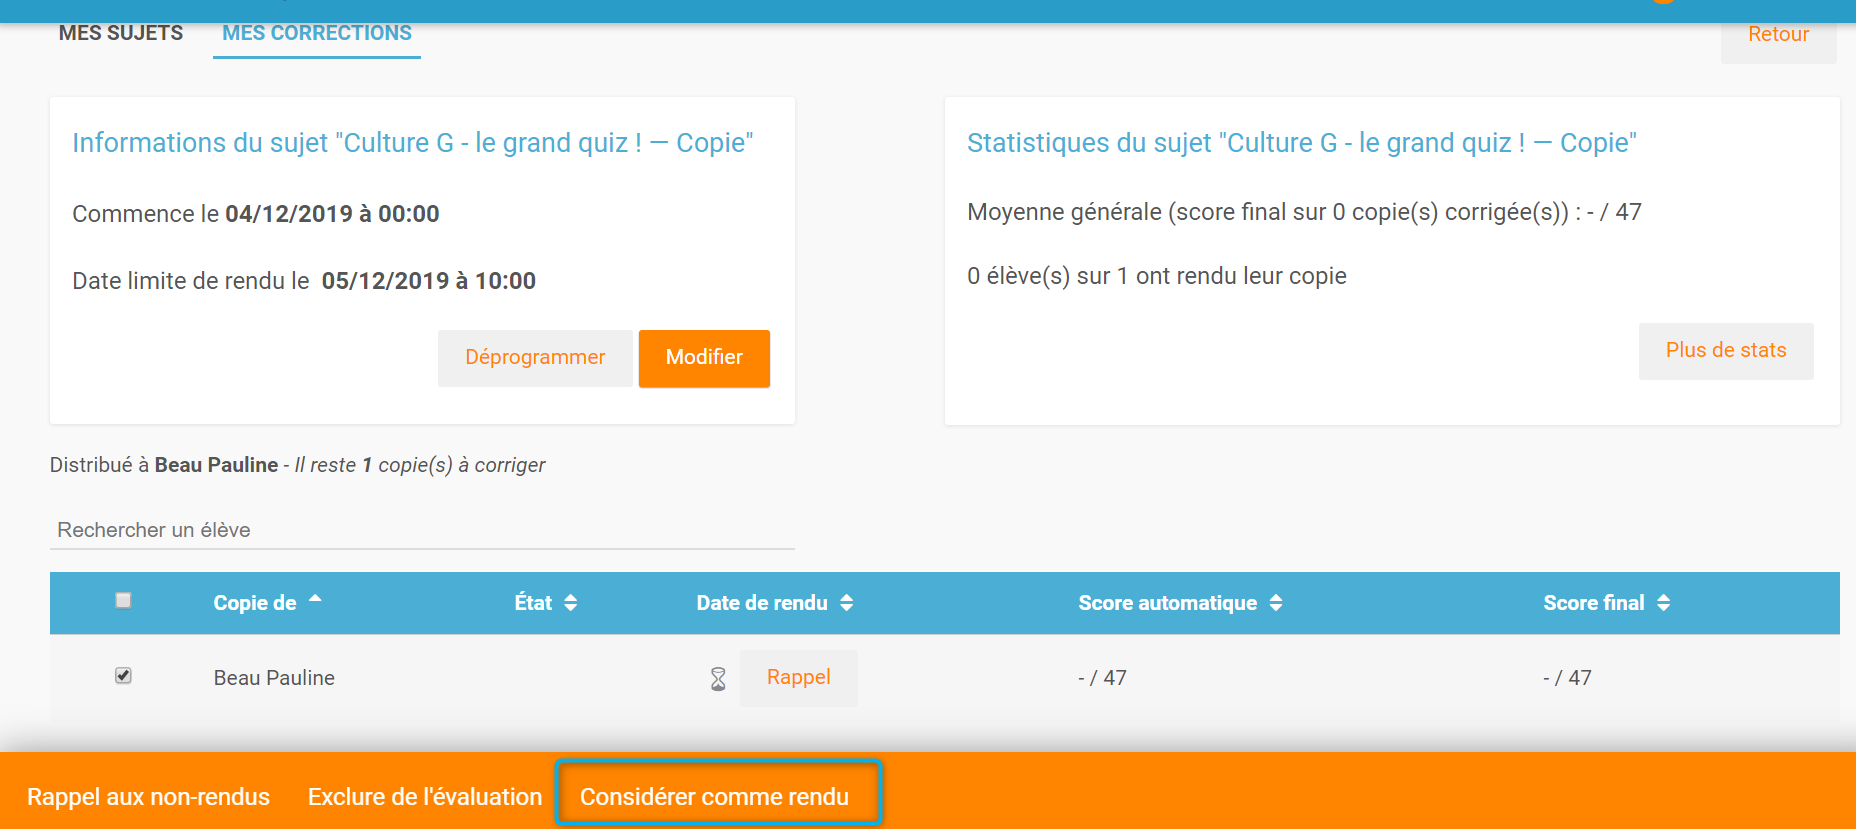 MES SUJETS MES CORRECTIONS Retour
Informations du sujet "Culture G - le grand quiz ! — Copie"
Commence le 04/12/2019 à 00:00
Date limite de rendu le 05/12/2019 à 10:00
Déprogrammer Modifier
Statistiques du sujet "Culture G - le grand quiz ! — Copie"
Moyenne générale (score final sur 0 copie(s) corrigée(s)) : - / 47
0 élève(s) sur 1 ont rendu leur copie
Plus de stats
Distribué à Beau Pauline - Il reste 1 copie(s) à corriger
Rechercher un élève
Copie de État Date de rendu Score automatique Score final
Beau Pauline Rappel - / 47 - / 47
Rappel aux non-rendus Exclure de l'évaluation Considérer comme rendu